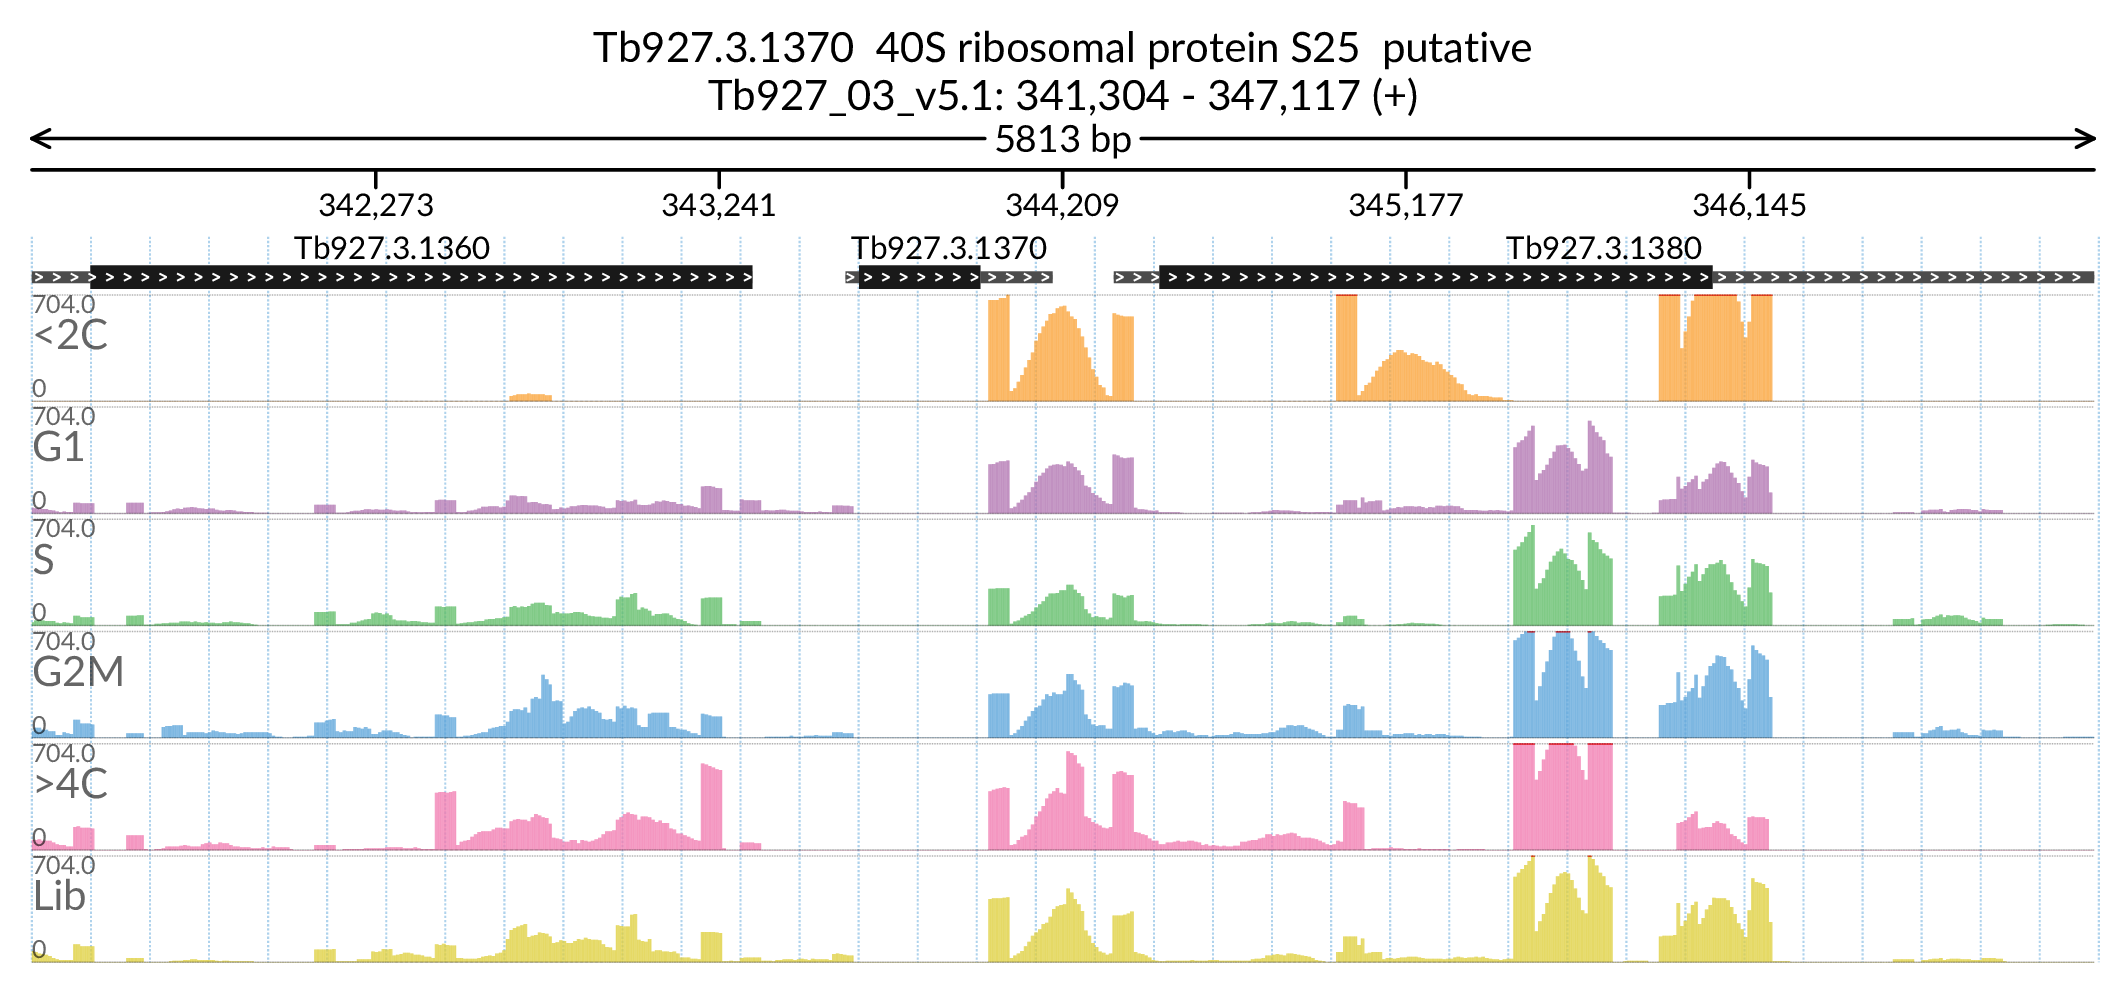 Tb927.3.1370  40S ribosomal protein S25  putative
Tb927_03_v5.1: 341,304 - 347,117 (+)
5813 bp
342,273 343,241 344,209 345,177 346,145
Tb927.3.1360 Tb927.3.1370 Tb927.3.1380
704.0
<2C
0
704.0
G1
0
704.0
S
0
704.0
G2M
0
704.0
>4C
0
704.0
Lib
0